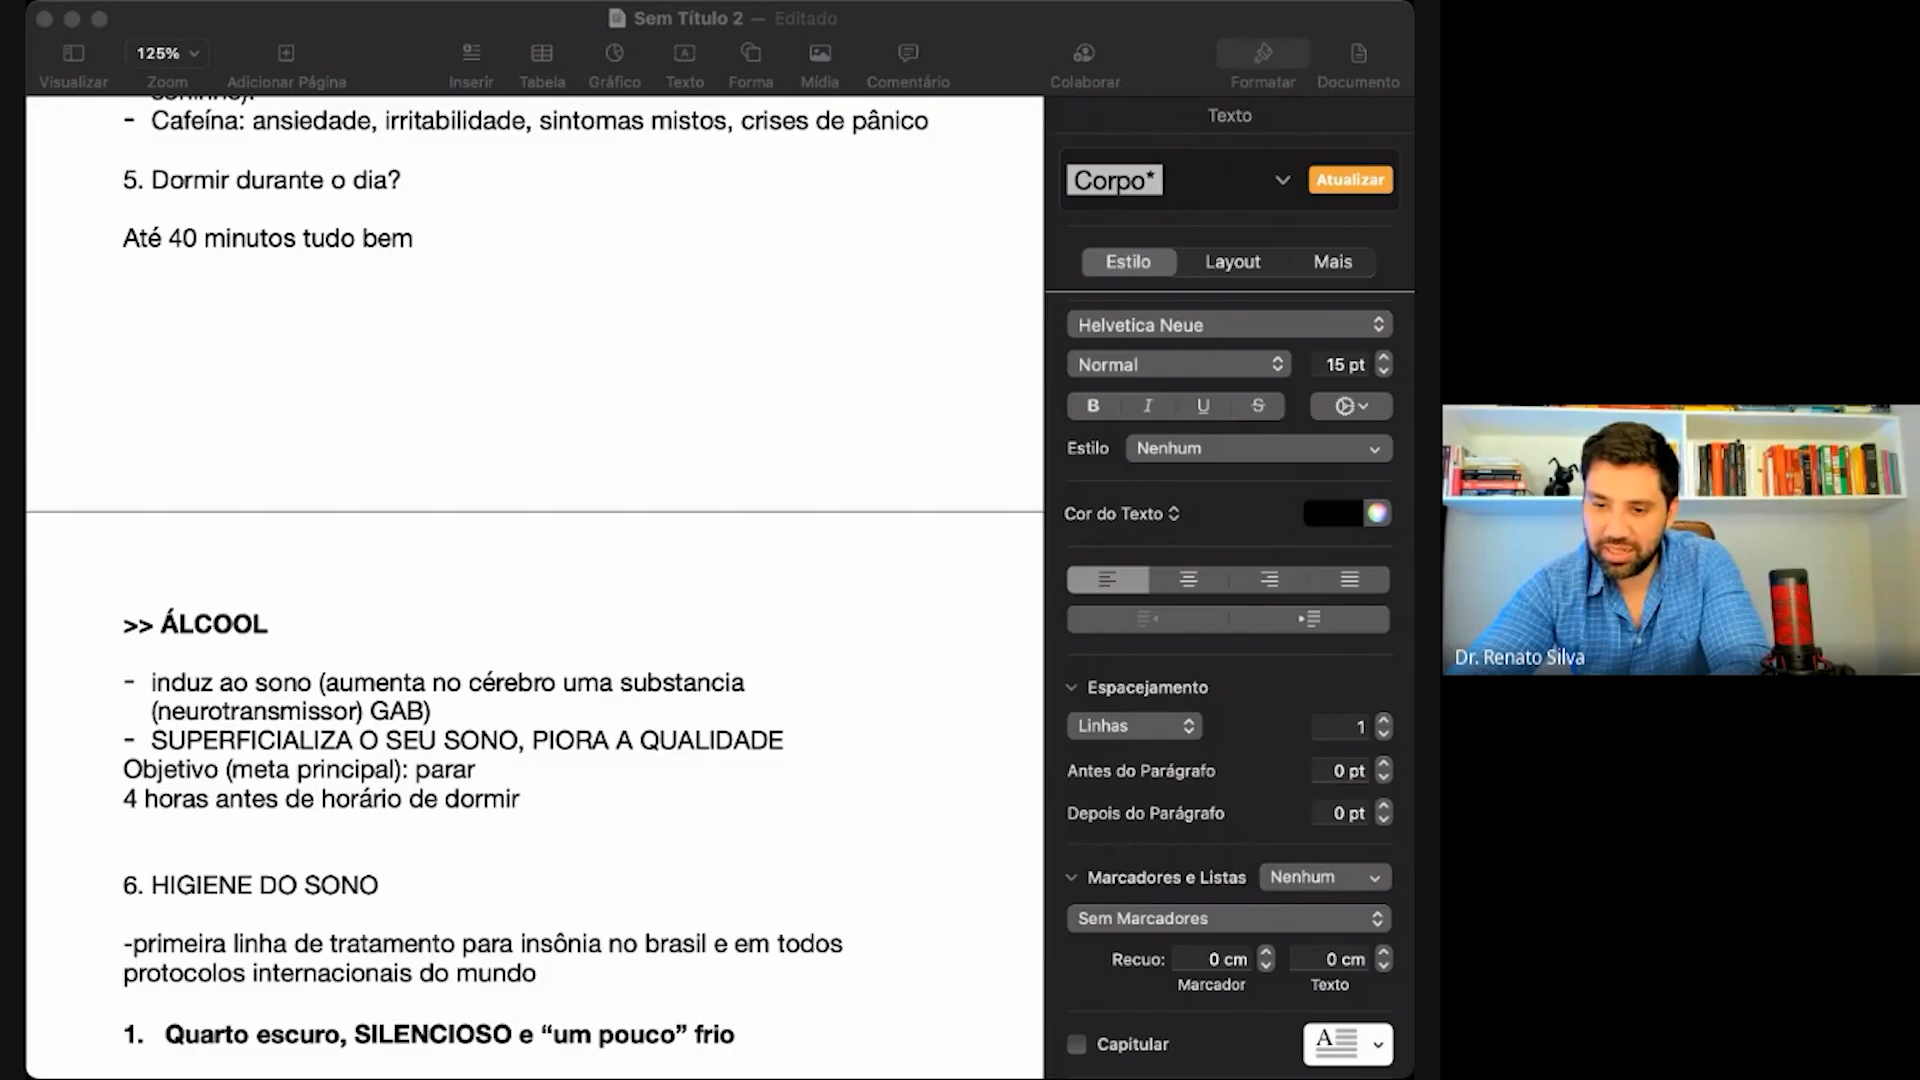 Sem Título 2 — Editado
125%
Visualizar
Zoom
Adicionar Página
Inserir
Tabela
Gráfico
Texto
Forma
Mídia
Comentário
Colaborar
Formatar
Documento
- Cafeína: ansiedade, irritabilidade, sintomas mistos, crises de pânico
5. Dormir durante o dia?
Até 40 minutos tudo bem
>> ÁLCOOL
- induz ao sono (aumenta no cérebro uma substancia
(neurotransmissor) GAB)
- SUPERFICIALIZA O SEU SONO, PIORA A QUALIDADE
Objetivo (meta principal): parar
4 horas antes de horário de dormir
6. HIGIENE DO SONO
-primeira linha de tratamento para insônia no brasil e em todos
protocolos internacionais do mundo
1. Quarto escuro, SILENCIOSO e “um pouco” frio
Texto
Corpo*
Atualizar
Estilo
Layout
Mais
Helvetica Neue
Normal
15 pt
B I U S
Estilo
Nenhum
Cor do Texto
Espacejamento
Linhas
1
Antes do Parágrafo
0 pt
Depois do Parágrafo
0 pt
Marcadores e Listas
Nenhum
Sem Marcadores
Recuo:
0 cm
0 cm
Marcador
Texto
Capitular
A
Dr. Renato Silva